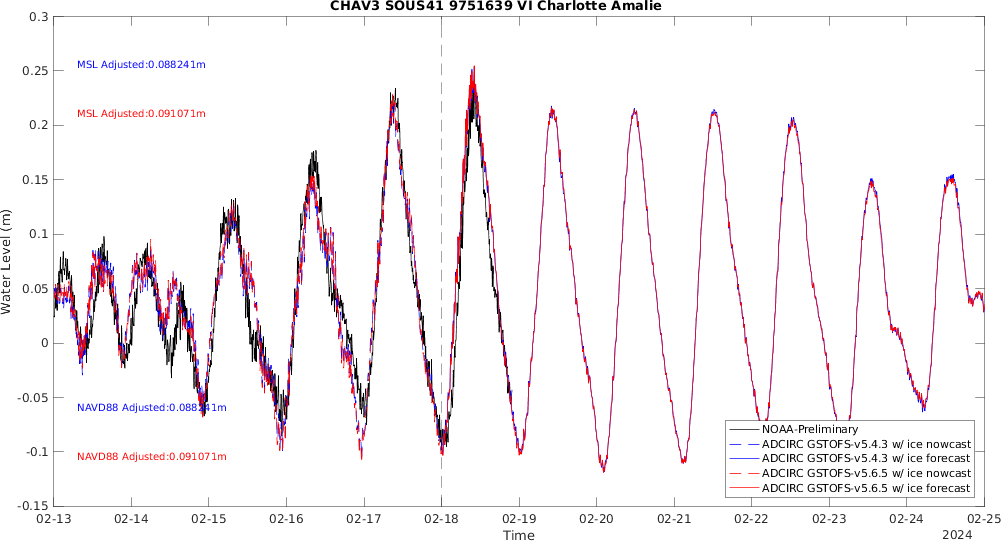 CHAV3 SOUS41 9751639 VI Charlotte Amalie
0.3
0.25
0.2
0.15
0.1
0.05
0
-0.05
-0.1
-0.15
Water Level (m)
MSL Adjusted:0.088241m
MSL Adjusted:0.091071m
NAVD88 Adjusted:0.088241m
NAVD88 Adjusted:0.091071m
NOAA-Preliminary
ADCIRC GSTOFS-v5.4.3 w/ ice nowcast
ADCIRC GSTOFS-v5.4.3 w/ ice forecast
ADCIRC GSTOFS-v5.6.5 w/ ice nowcast
ADCIRC GSTOFS-v5.6.5 w/ ice forecast
02-13 02-14 02-15 02-16 02-17 02-18 02-19 02-20 02-21 02-22 02-23 02-24 02-25
Time
2024